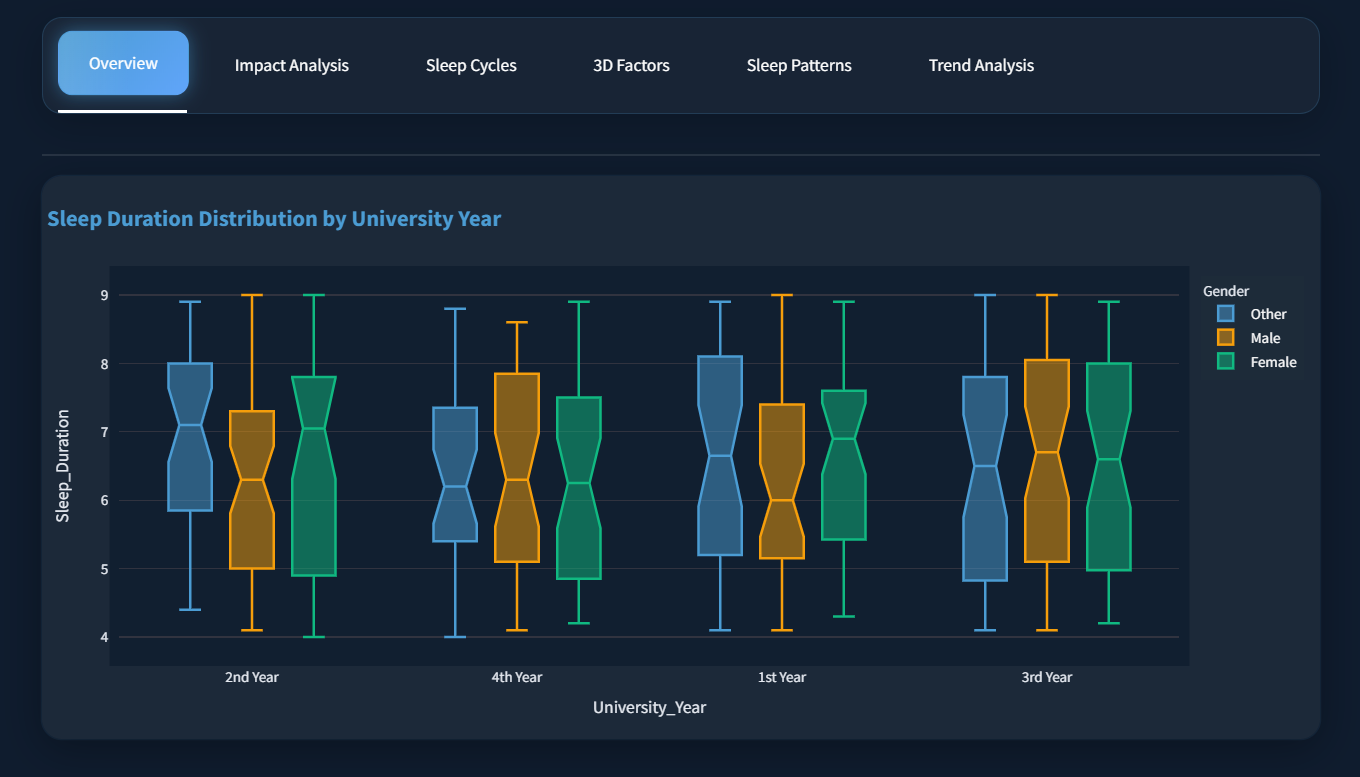 Overview Impact Analysis Sleep Cycles 3D Factors Sleep Patterns Trend Analysis
Sleep Duration Distribution by University Year
Gender
Other
Male
Female
9
8
7
6
5
4
Sleep_Duration
2nd Year 4th Year 1st Year 3rd Year
University_Year